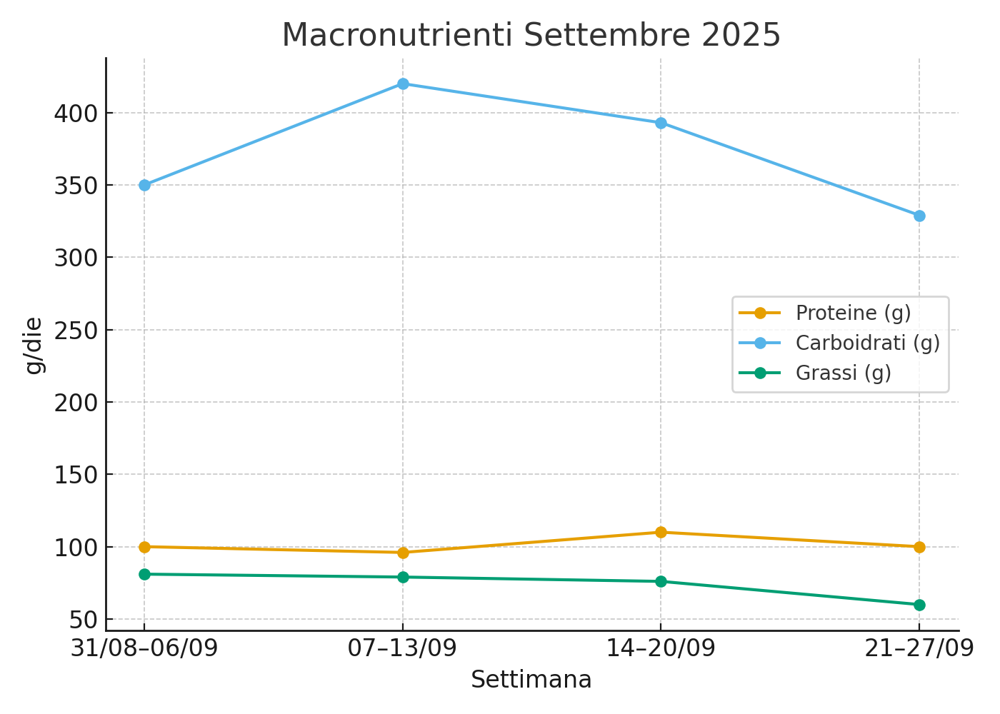 Macronutrienti Settembre 2025
400
350
300
250
200
150
100
50
g/die
Proteine (g)
Carboidrati (g)
Grassi (g)
31/08–06/09
07–13/09
14–20/09
21–27/09
Settimana